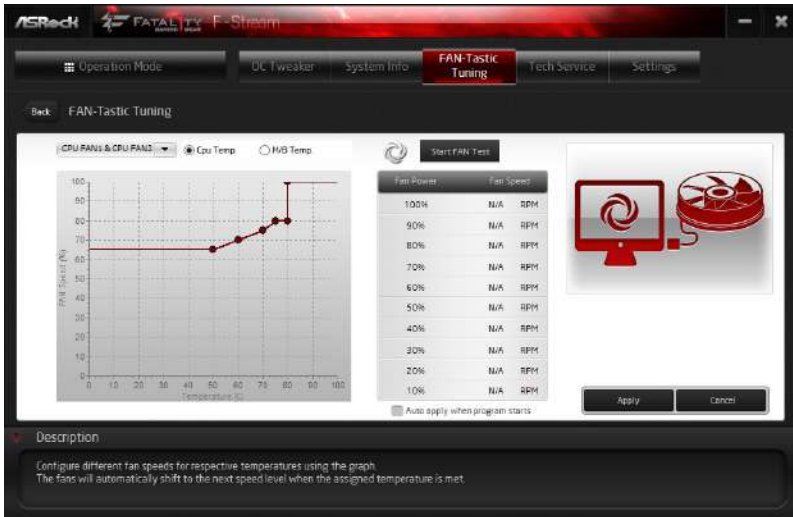 ASRock FATAL1TY GAMING GEAR F-Stream
Operation Mode OC Tweaker System Info FAN-Tastic Tuning Tech Service Settings
Back FAN-Tastic Tuning
CPU FAN1 & CPU FAN2 Cpu Temp M/B Temp Start FAN Test
Fan Power Fan Speed
100% N/A RPM
90% N/A RPM
80% N/A RPM
70% N/A RPM
60% N/A RPM
50% N/A RPM
40% N/A RPM
30% N/A RPM
20% N/A RPM
10% N/A RPM
FAN Speed (%)
100
90
80
70
60
50
40
30
20
10
0
0 10 20 30 40 50 60 70 80 90 100
Temperature (C)
Auto apply when program starts
Apply Cancel
Description
Configure different fan speeds for respective temperatures using the graph.
The fans will automatically shift to the next speed level when the assigned temperature is met.